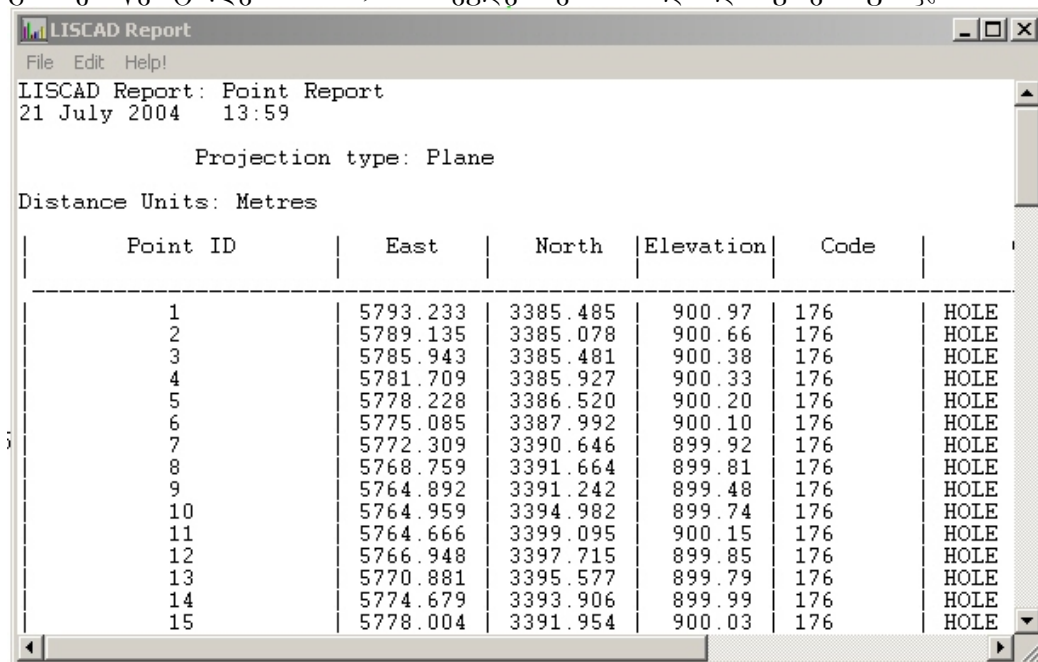 LISCAD Report
File Edit Help!
LISCAD Report: Point Report
21 July 2004 13:59
Projection type: Plane
Distance Units: Metres
| Point ID | East | North |Elevation| Code |
| 1 | 5793.233 | 3385.485 | 900.97 | 176 | HOLE
| 2 | 5789.135 | 3385.078 | 900.66 | 176 | HOLE
| 3 | 5785.943 | 3385.481 | 900.38 | 176 | HOLE
| 4 | 5781.709 | 3385.927 | 900.33 | 176 | HOLE
| 5 | 5778.228 | 3386.520 | 900.20 | 176 | HOLE
| 6 | 5775.085 | 3387.992 | 900.10 | 176 | HOLE
| 7 | 5772.309 | 3390.646 | 899.92 | 176 | HOLE
| 8 | 5768.759 | 3391.664 | 899.81 | 176 | HOLE
| 9 | 5764.892 | 3391.242 | 899.48 | 176 | HOLE
| 10 | 5764.959 | 3394.982 | 899.74 | 176 | HOLE
| 11 | 5764.666 | 3399.095 | 900.15 | 176 | HOLE
| 12 | 5766.948 | 3397.715 | 899.85 | 176 | HOLE
| 13 | 5770.881 | 3395.577 | 899.79 | 176 | HOLE
| 14 | 5774.679 | 3393.906 | 899.99 | 176 | HOLE
| 15 | 5778.004 | 3391.954 | 900.03 | 176 | HOLE